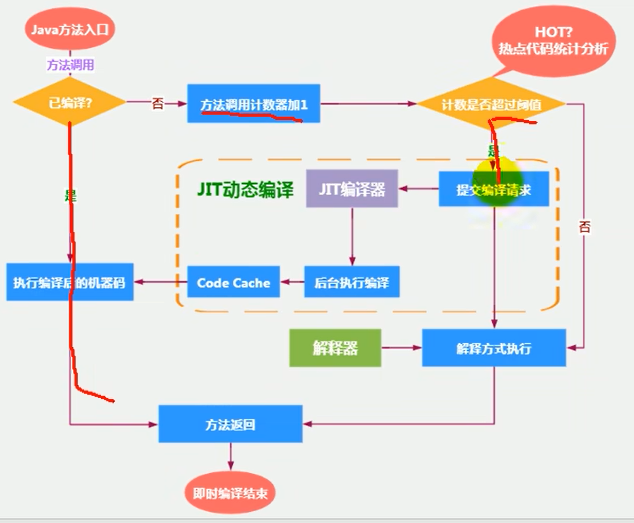 Java方法入口
HOT?
热点代码统计分析
方法调用
已编译?
否
方法调用计数器加1
计数是否超过阈值
是
JIT动态编译
JIT编译器
提交编译请求
是
否
执行编译后的机器码
Code Cache
后台执行编译
解释器
解释方式执行
方法返回
即时编译结束